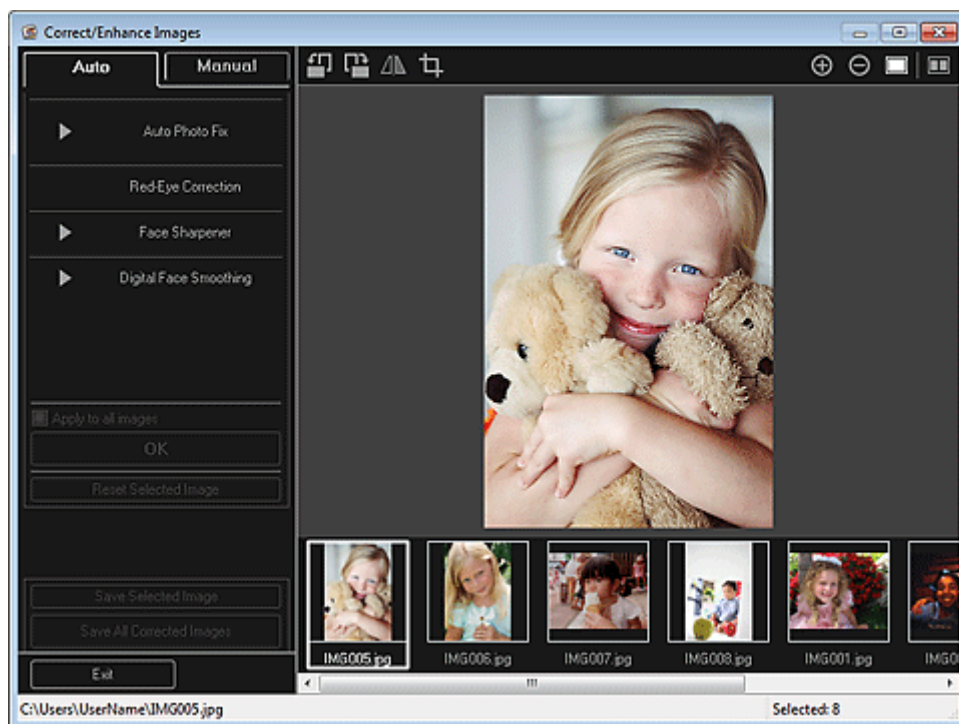 Correct/Enhance Images
Auto
Manual
Auto Photo Fix
Red-Eye Correction
Face Sharpener
Digital Face Smoothing
Apply to all images
OK
Reset Selected Image
Save Selected Image
Save All Corrected Images
Exit
IMG005.jpg
IMG006.jpg
IMG007.jpg
IMG008.jpg
IMG001.jpg
C:\Users\UserName\IMG005.jpg
Selected: 8